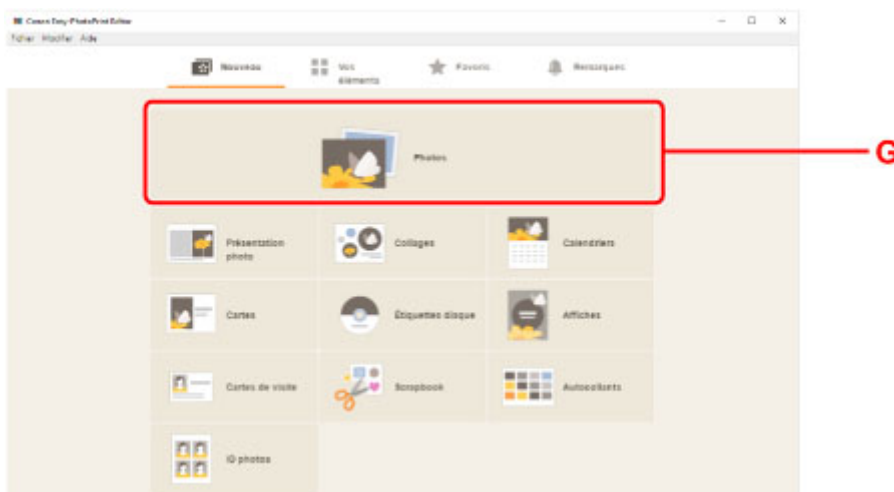 Canon Easy-PhotoPrint Editor
Fichier Modifier Aide
Nouveau
Vos
éléments
Favoris
Remarques
Photos
G
Présentation
photo
Collages
Calendriers
Cartes
Étiquettes disque
Affiches
Cartes de visite
Scrapbook
Autocollants
ID photos